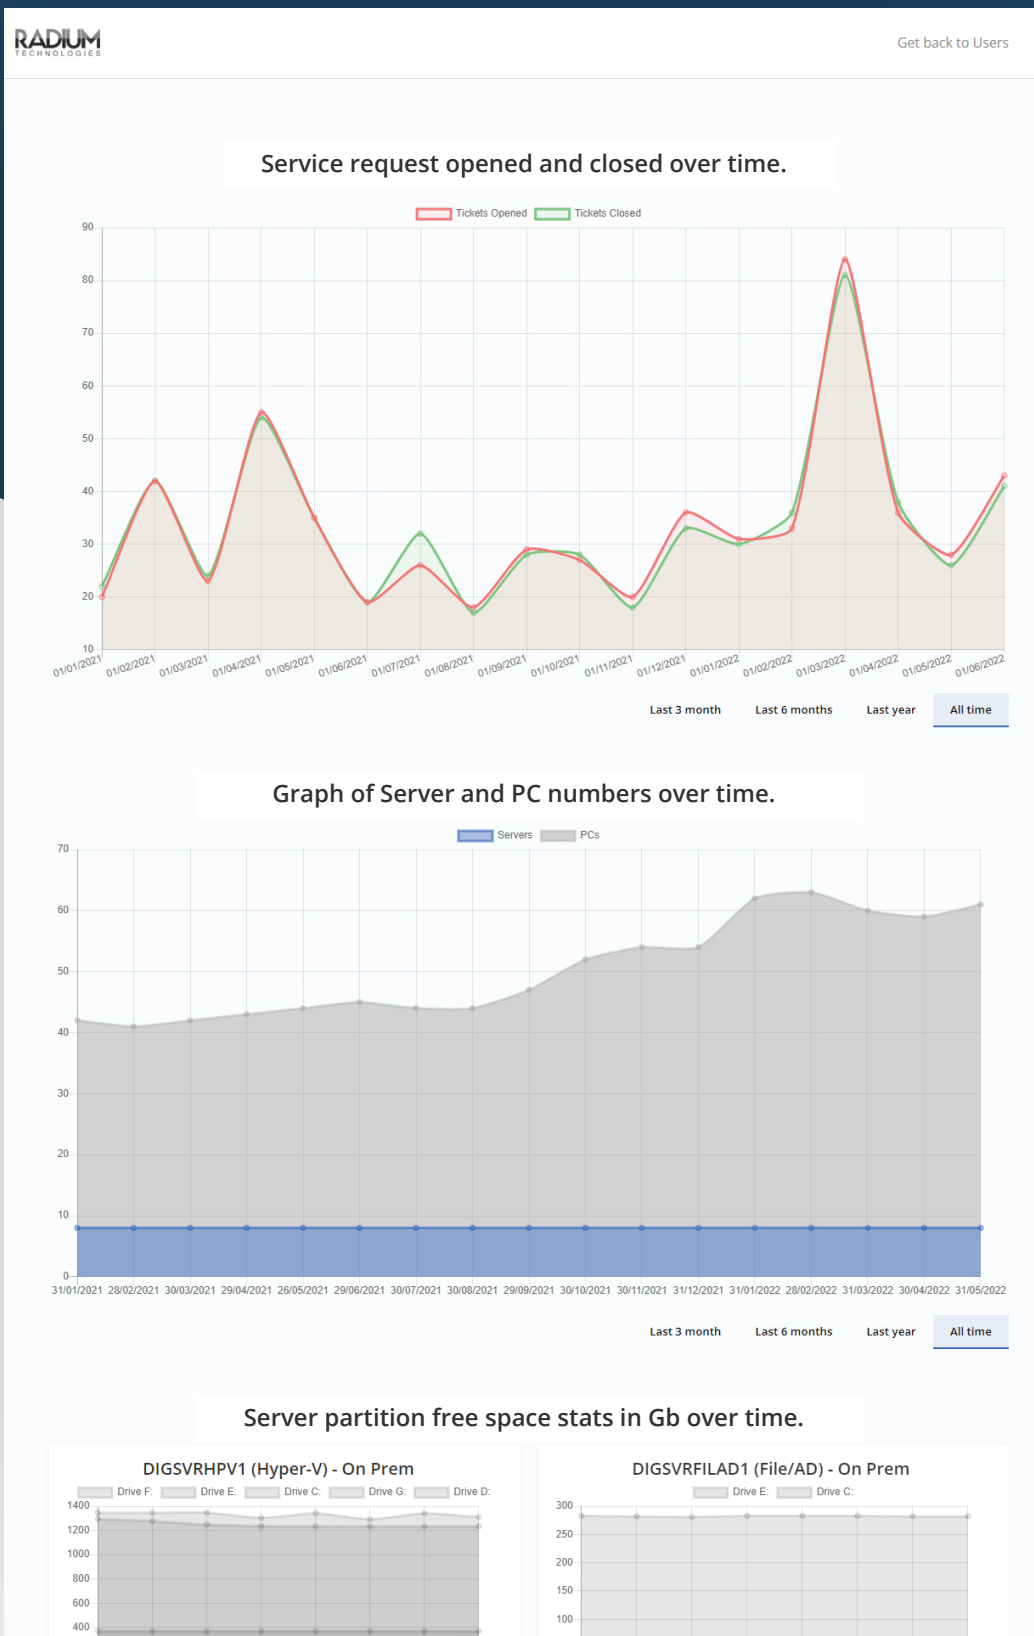 RADIUM
TECHNOLOGIES
Get back to Users
Service request opened and closed over time.
Tickets Opened Tickets Closed
90
80
70
60
50
40
30
20
10
01/01/2021 01/02/2021 01/03/2021 01/04/2021 01/05/2021 01/06/2021 01/07/2021 01/08/2021 01/09/2021 01/10/2021 01/11/2021 01/12/2021 01/01/2022 01/02/2022 01/03/2022 01/04/2022 01/05/2022 01/06/2022
Last 3 month Last 6 months Last year All time
Graph of Server and PC numbers over time.
Servers PCs
70
60
50
40
30
20
10
0
31/01/2021 28/02/2021 30/03/2021 29/04/2021 26/05/2021 29/06/2021 30/07/2021 30/08/2021 29/09/2021 30/10/2021 30/11/2021 31/12/2021 31/01/2022 28/02/2022 31/03/2022 30/04/2022 31/05/2022
Last 3 month Last 6 months Last year All time
Server partition free space stats in Gb over time.
DIGSVRHPV1 (Hyper-V) - On Prem
Drive F: Drive E: Drive C: Drive G: Drive D:
1400
1200
1000
800
600
400
DIGSVRFILAD1 (File/AD) - On Prem
Drive E: Drive C:
300
250
200
150
100